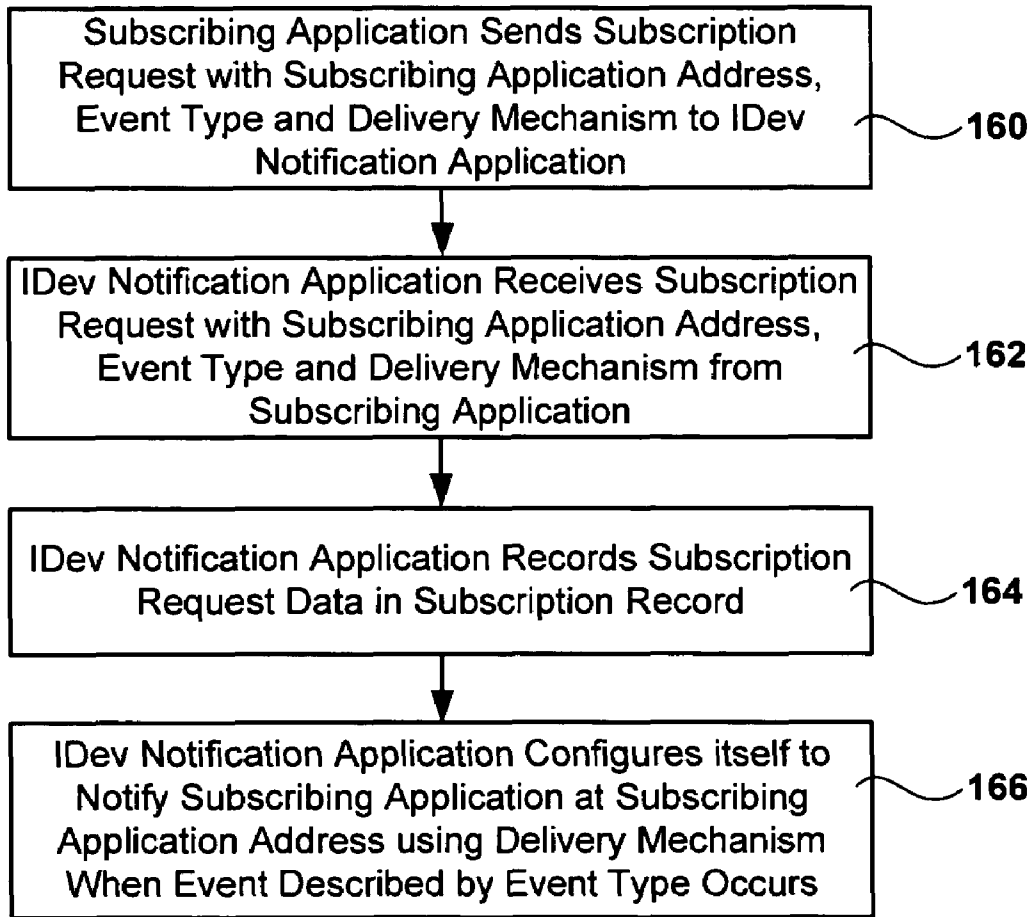 Subscribing Application Sends Subscription
Request with Subscribing Application Address,
Event Type and Delivery Mechanism to IDev
Notification Application
160
IDev Notification Application Receives Subscription
Request with Subscribing Application Address,
Event Type and Delivery Mechanism from
Subscribing Application
162
IDev Notification Application Records Subscription
Request Data in Subscription Record
164
IDev Notification Application Configures itself to
Notify Subscribing Application at Subscribing
Application Address using Delivery Mechanism
When Event Described by Event Type Occurs
166